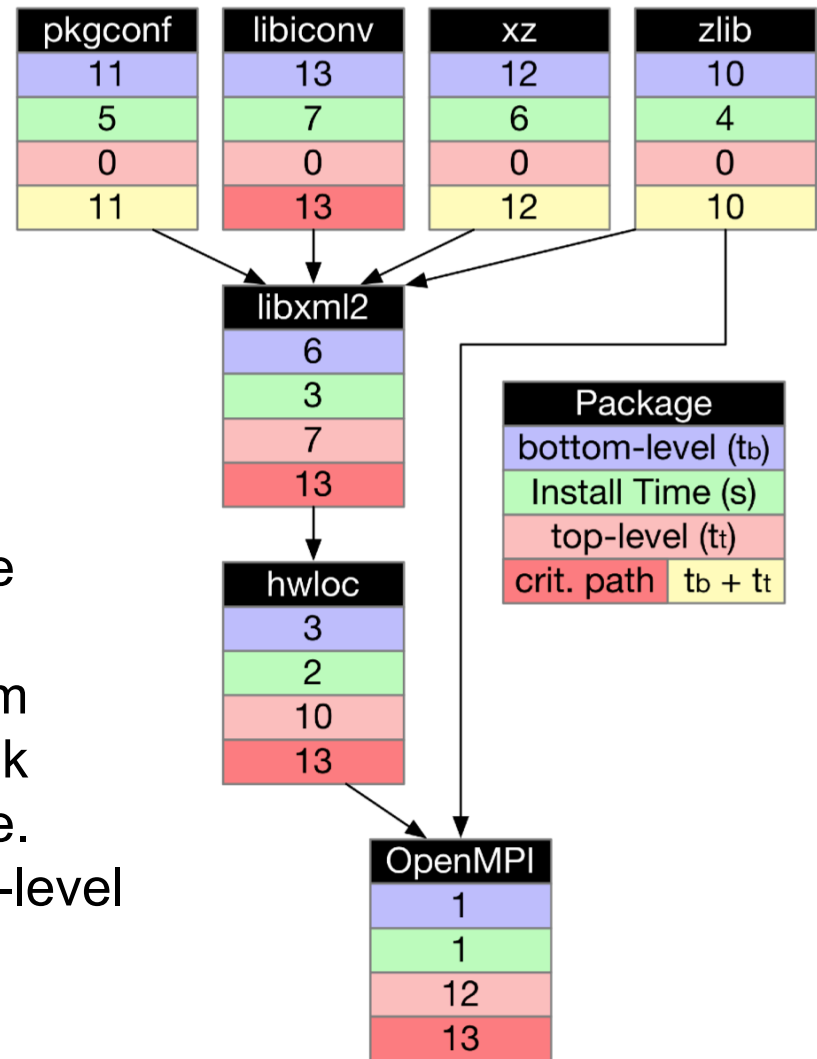 pkgconf
11
5
0
11
libiconv
13
7
0
13
xz
12
6
0
12
zlib
10
4
0
10
libxml2
6
3
7
13
Package
bottom-level (tb)
Install Time (s)
top-level (tt)
crit. path tb + tt
hwloc
3
2
10
13
e
m
k
e.
-level
OpenMPI
1
1
12
13